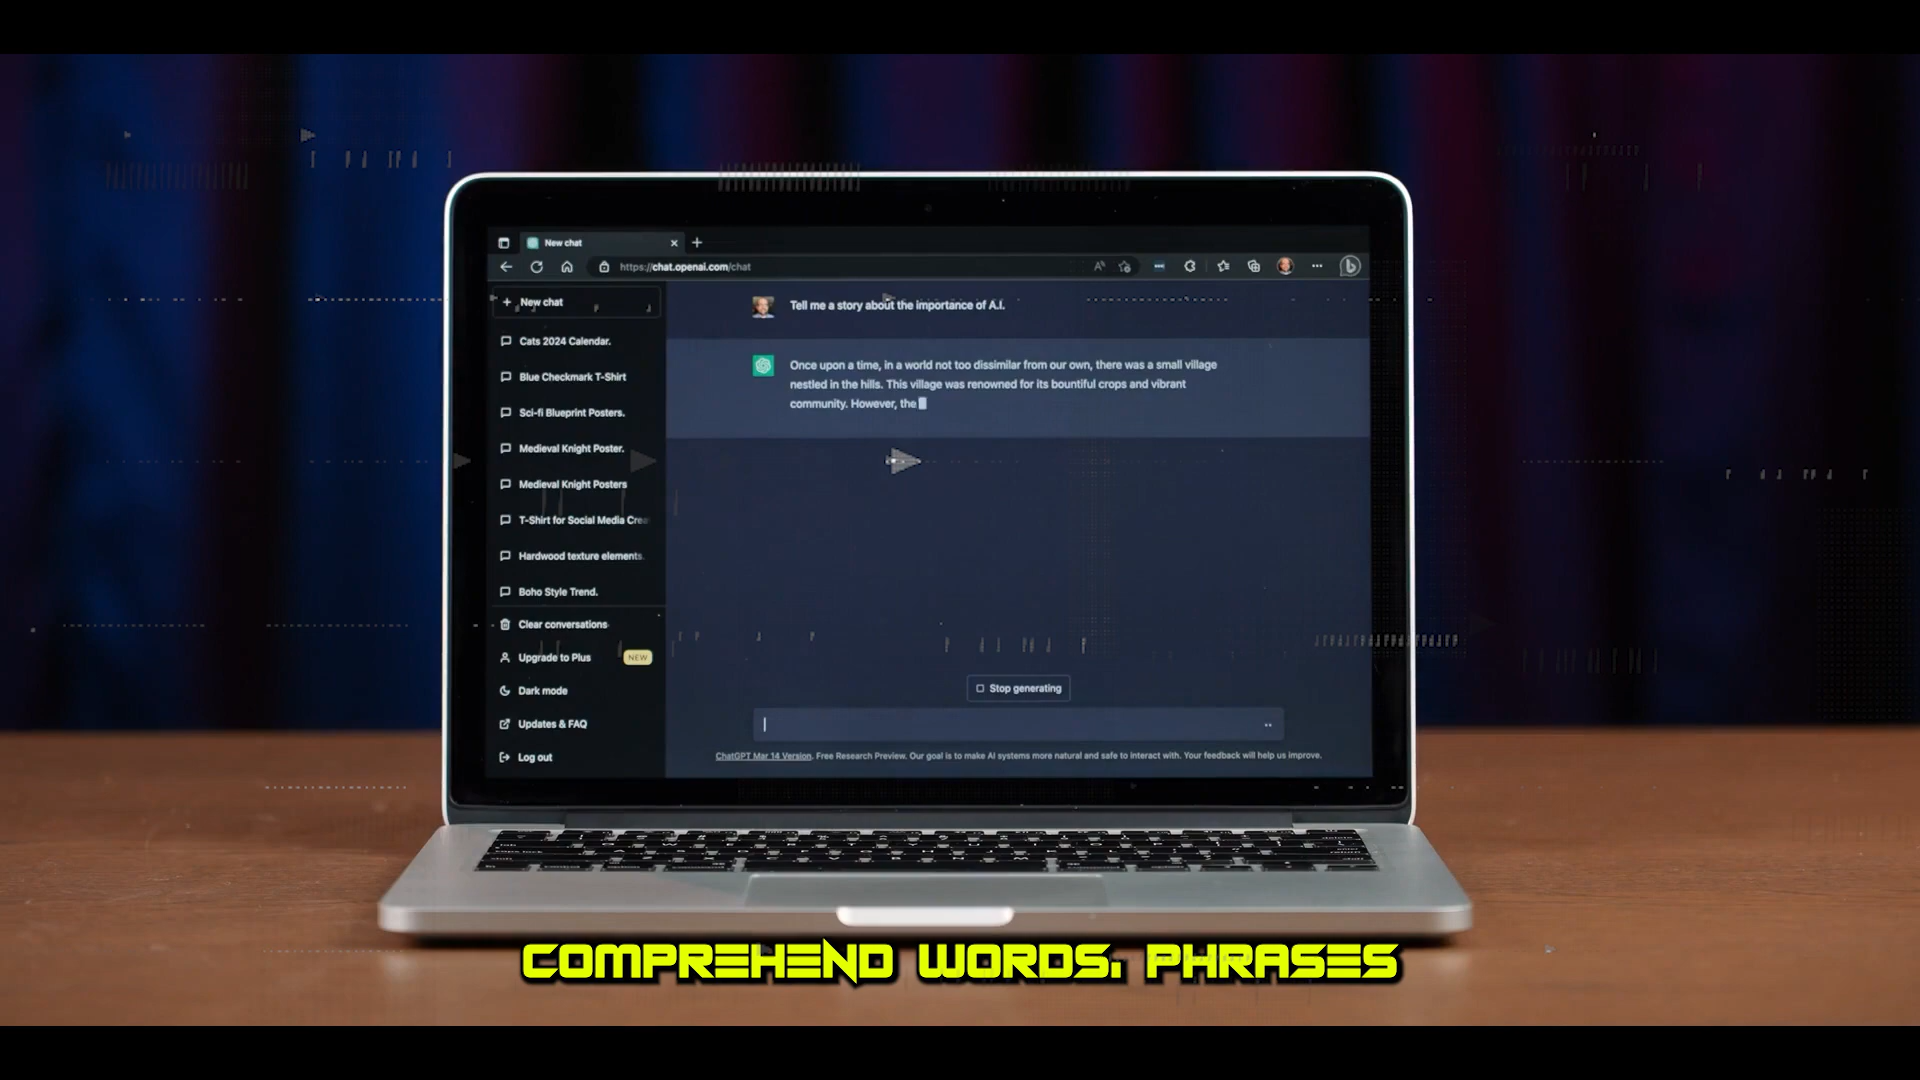 New chat
https://chat.openai.com/chat
New chat
Tell me a story about the importance of A.I.
Cats 2024 Calendar.
Blue Checkmark T-Shirt
Sci-fi Blueprint Posters.
Medieval Knight Poster.
Medieval Knight Posters
T-Shirt for Social Media Crea
Hardwood texture elements.
Boho Style Trend.
Once upon a time, in a world not too dissimilar from our own, there was a small village
nestled in the hills. This village was renowned for its bountiful crops and vibrant
community. However, the
Clear conversations
Upgrade to Plus NEW
Dark mode
Updates & FAQ
Log out
Stop generating
ChatGPT Mar 14 Version. Free Research Preview. Our goal is to make AI systems more natural and safe to interact with. Your feedback will help us improve.
COMPREHEND WORDS, PHRASES